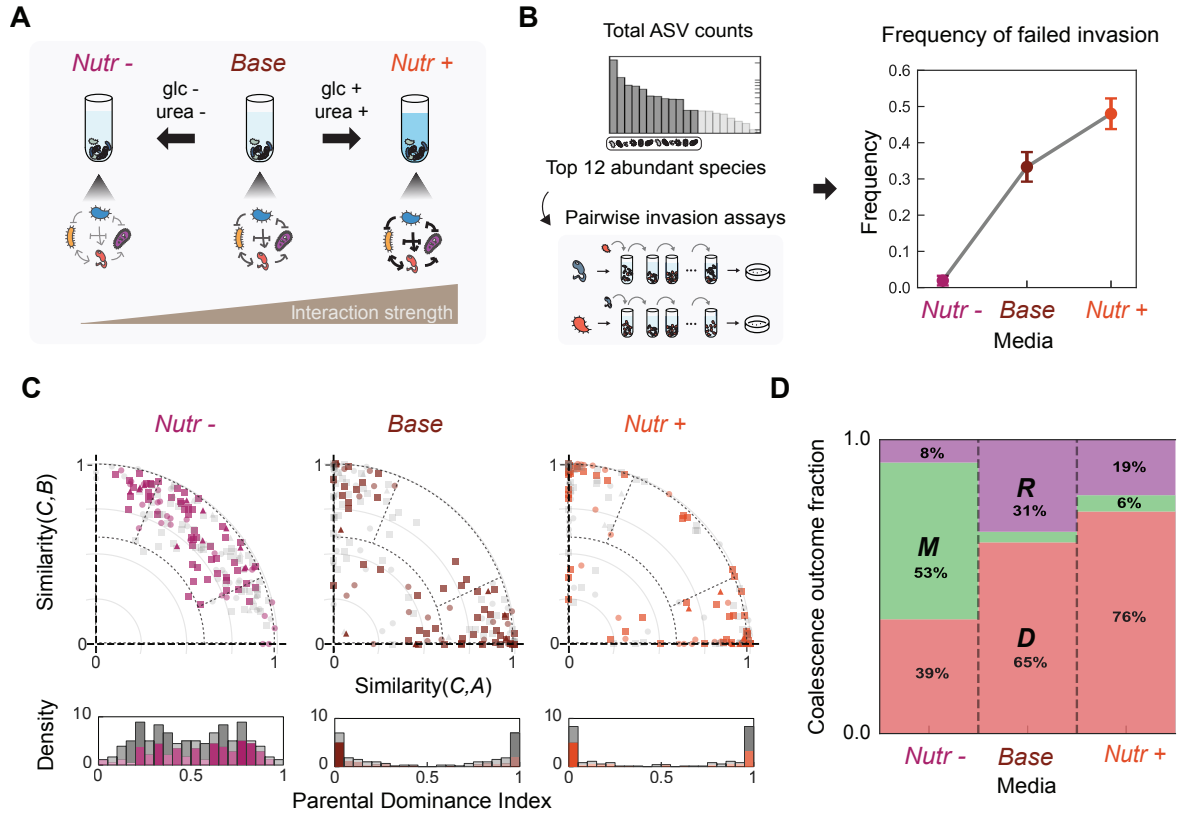 A
Nutr -
Base
Nutr +
glc -
urea -
glc +
urea +
Interaction strength
B
Total ASV counts
Top 12 abundant species
Pairwise invasion assays
...
...
Frequency of failed invasion
Frequency
0.6
0.5
0.4
0.3
0.2
0.1
0.0
Nutr -
Base
Nutr +
Media
C
Nutr -
Base
Nutr +
Similarity(C,B)
1
0
0
1
1
0
0
1
1
0
0
1
Similarity(C,A)
Density
10
0
0
0.5
1
10
0
0
0.5
1
10
0
0
0.5
1
Parental Dominance Index
D
Coalescence outcome fraction
1.0
0.0
8%
M
53%
39%
R
31%
D
65%
19%
6%
76%
Nutr -
Base
Nutr +
Media